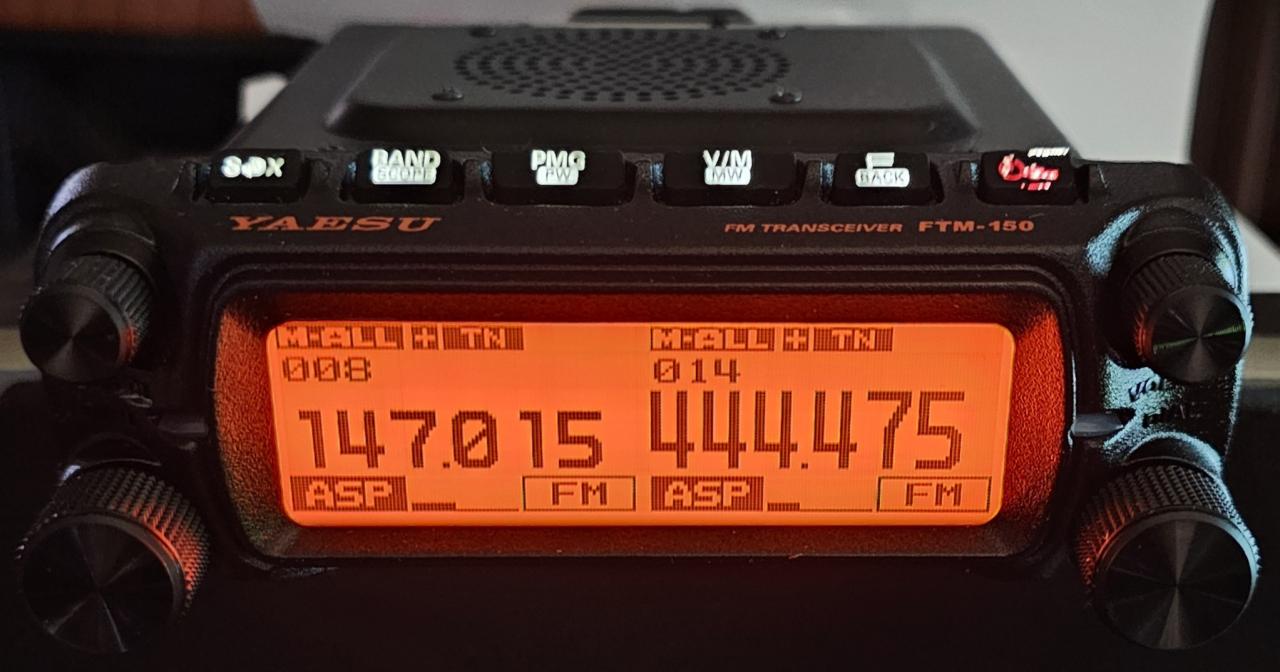 S-DX BAND PMG V/M
SCOPE PW MW BACK
YAESU FM TRANSCEIVER FTM-150
M-ALL + TN M-ALL + TN
008 014
147.015 444.475
ASP FM ASP FM